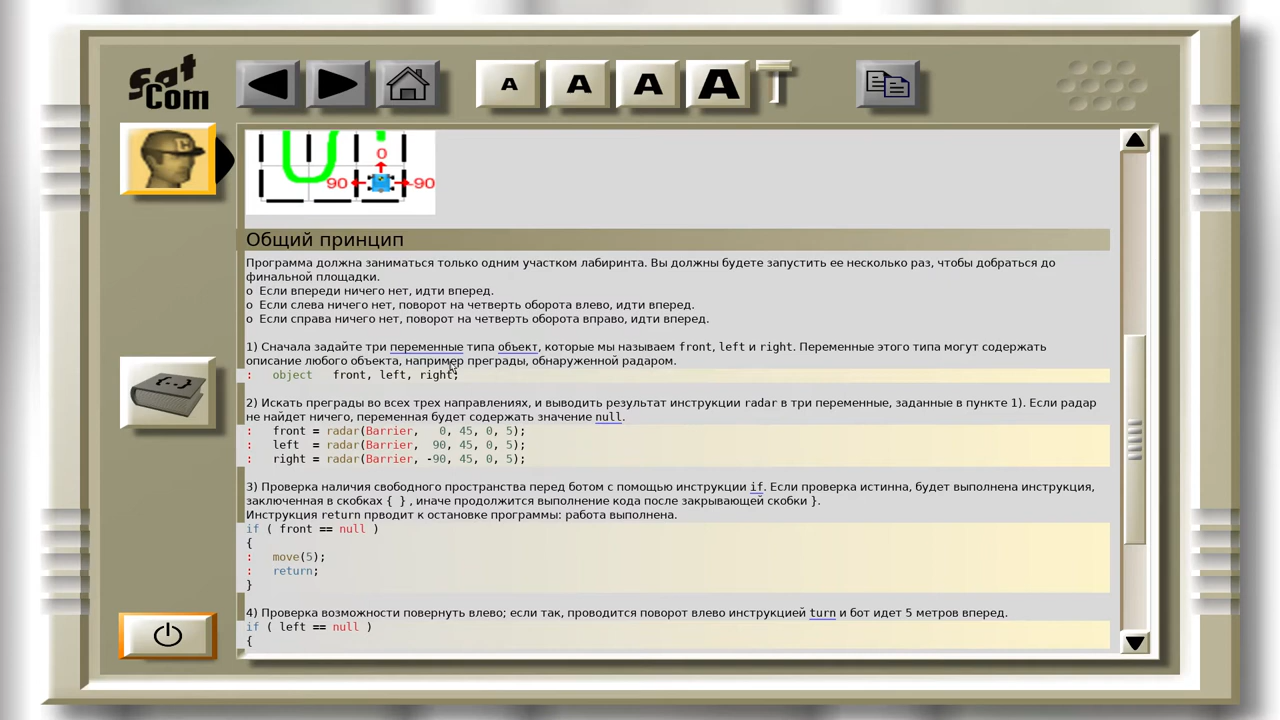 Sat Com
A A A A
0
90 -90
Общий принцип
Программа должна заниматься только одним участком лабиринта. Вы должны будете запустить ее несколько раз, чтобы добраться до
финальной площадки.
o Если впереди ничего нет, идти вперед.
o Если слева ничего нет, поворот на четверть оборота влево, идти вперед.
o Если справа ничего нет, поворот на четверть оборота вправо, идти вперед.
1) Сначала задайте три переменные типа объект, которые мы называем front, left и right. Переменные этого типа могут содержать
описание любого объекта, например преграды, обнаруженной радаром.
: object front, left, right;
2) Искать преграды во всех трех направлениях, и выводить результат инструкции radar в три переменные, заданные в пункте 1). Если радар
не найдет ничего, переменная будет содержать значение null.
: front = radar(Barrier, 0, 45, 0, 5);
: left = radar(Barrier, 90, 45, 0, 5);
: right = radar(Barrier, -90, 45, 0, 5);
3) Проверка наличия свободного пространства перед ботом с помощью инструкции if. Если проверка истинна, будет выполнена инструкция,
заключенная в скобках { } , иначе продолжится выполнение кода после закрывающей скобки }.
Инструкция return прводит к остановке программы: работа выполнена.
if ( front == null )
{
: move(5);
: return;
}
4) Проверка возможности повернуть влево; если так, проводится поворот влево инструкцией turn и бот идет 5 метров вперед.
if ( left == null )
{